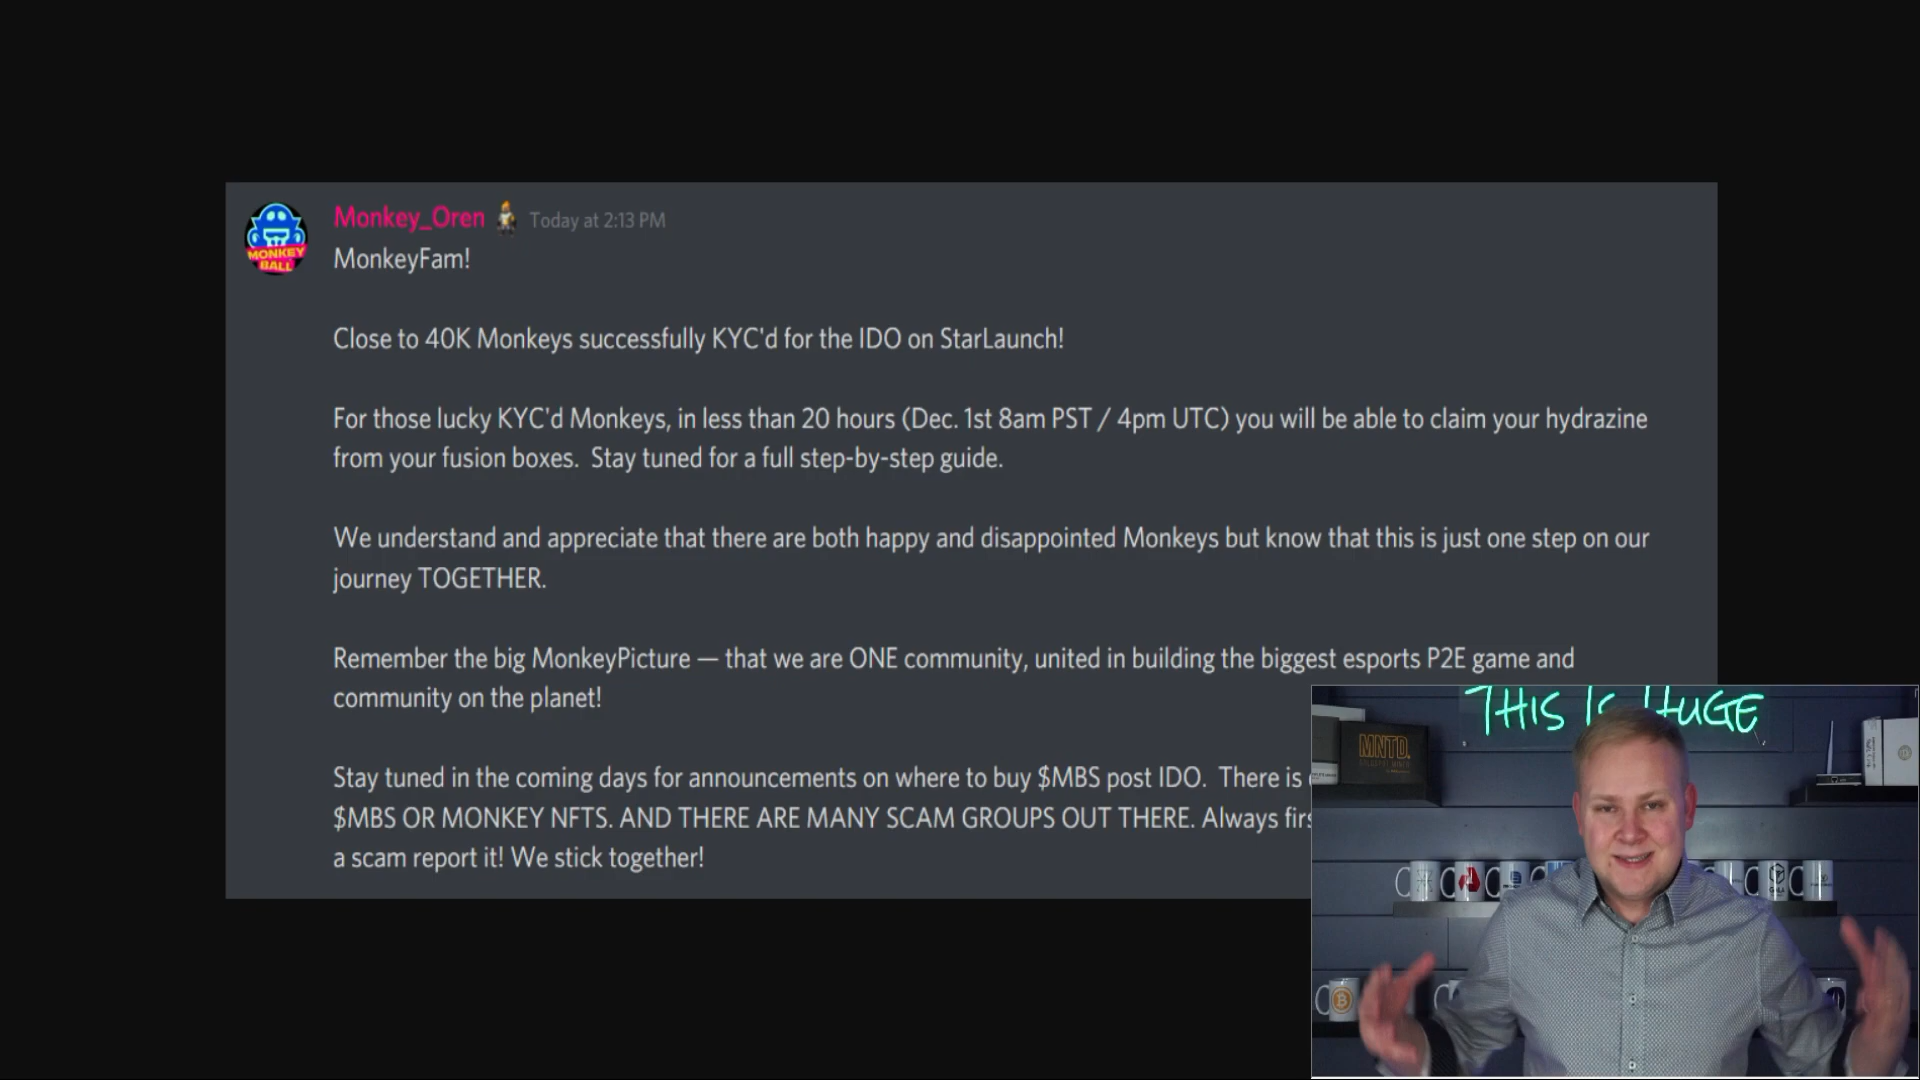 Monkey_Oren Today at 2:13 PM
MONKEY
BALL
MonkeyFam!
Close to 40K Monkeys successfully KYC'd for the IDO on StarLaunch!
For those lucky KYC'd Monkeys, in less than 20 hours (Dec. 1st 8am PST / 4pm UTC) you will be able to claim your hydrazine
from your fusion boxes.  Stay tuned for a full step-by-step guide.
We understand and appreciate that there are both happy and disappointed Monkeys but know that this is just one step on our
journey TOGETHER.
Remember the big MonkeyPicture — that we are ONE community, united in building the biggest esports P2E game and
community on the planet!
Stay tuned in the coming days for announcements on where to buy $MBS post IDO.  There is
$MBS OR MONKEY NFTS. AND THERE ARE MANY SCAM GROUPS OUT THERE. Always
a scam report it! We stick together!
THIS IS HUGE
MNTD.